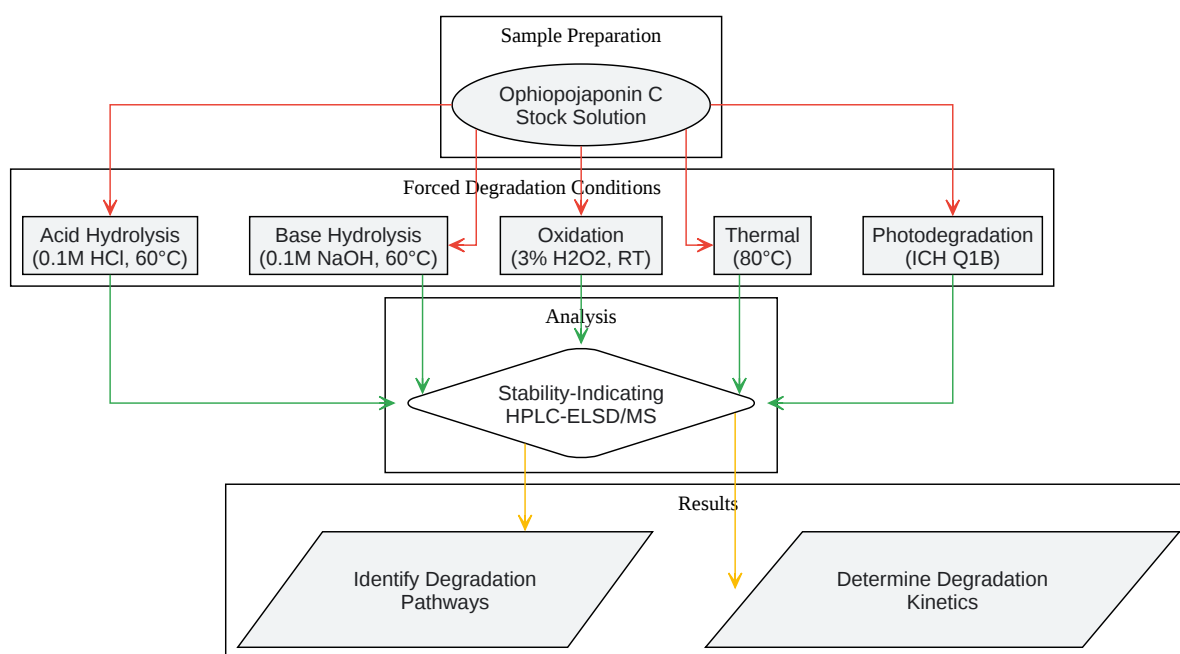 Sample Preparation
Ophiopojaponin C
Stock Solution
Forced Degradation Conditions
Acid Hydrolysis
(0.1M HCl, 60°C)
Base Hydrolysis
(0.1M NaOH, 60°C)
Oxidation
(3% H2O2, RT)
Thermal
(80°C)
Photodegradation
(ICH Q1B)
Analysis
Stability-Indicating
HPLC-ELSD/MS
Results
Identify Degradation
Pathways
Determine Degradation
Kinetics